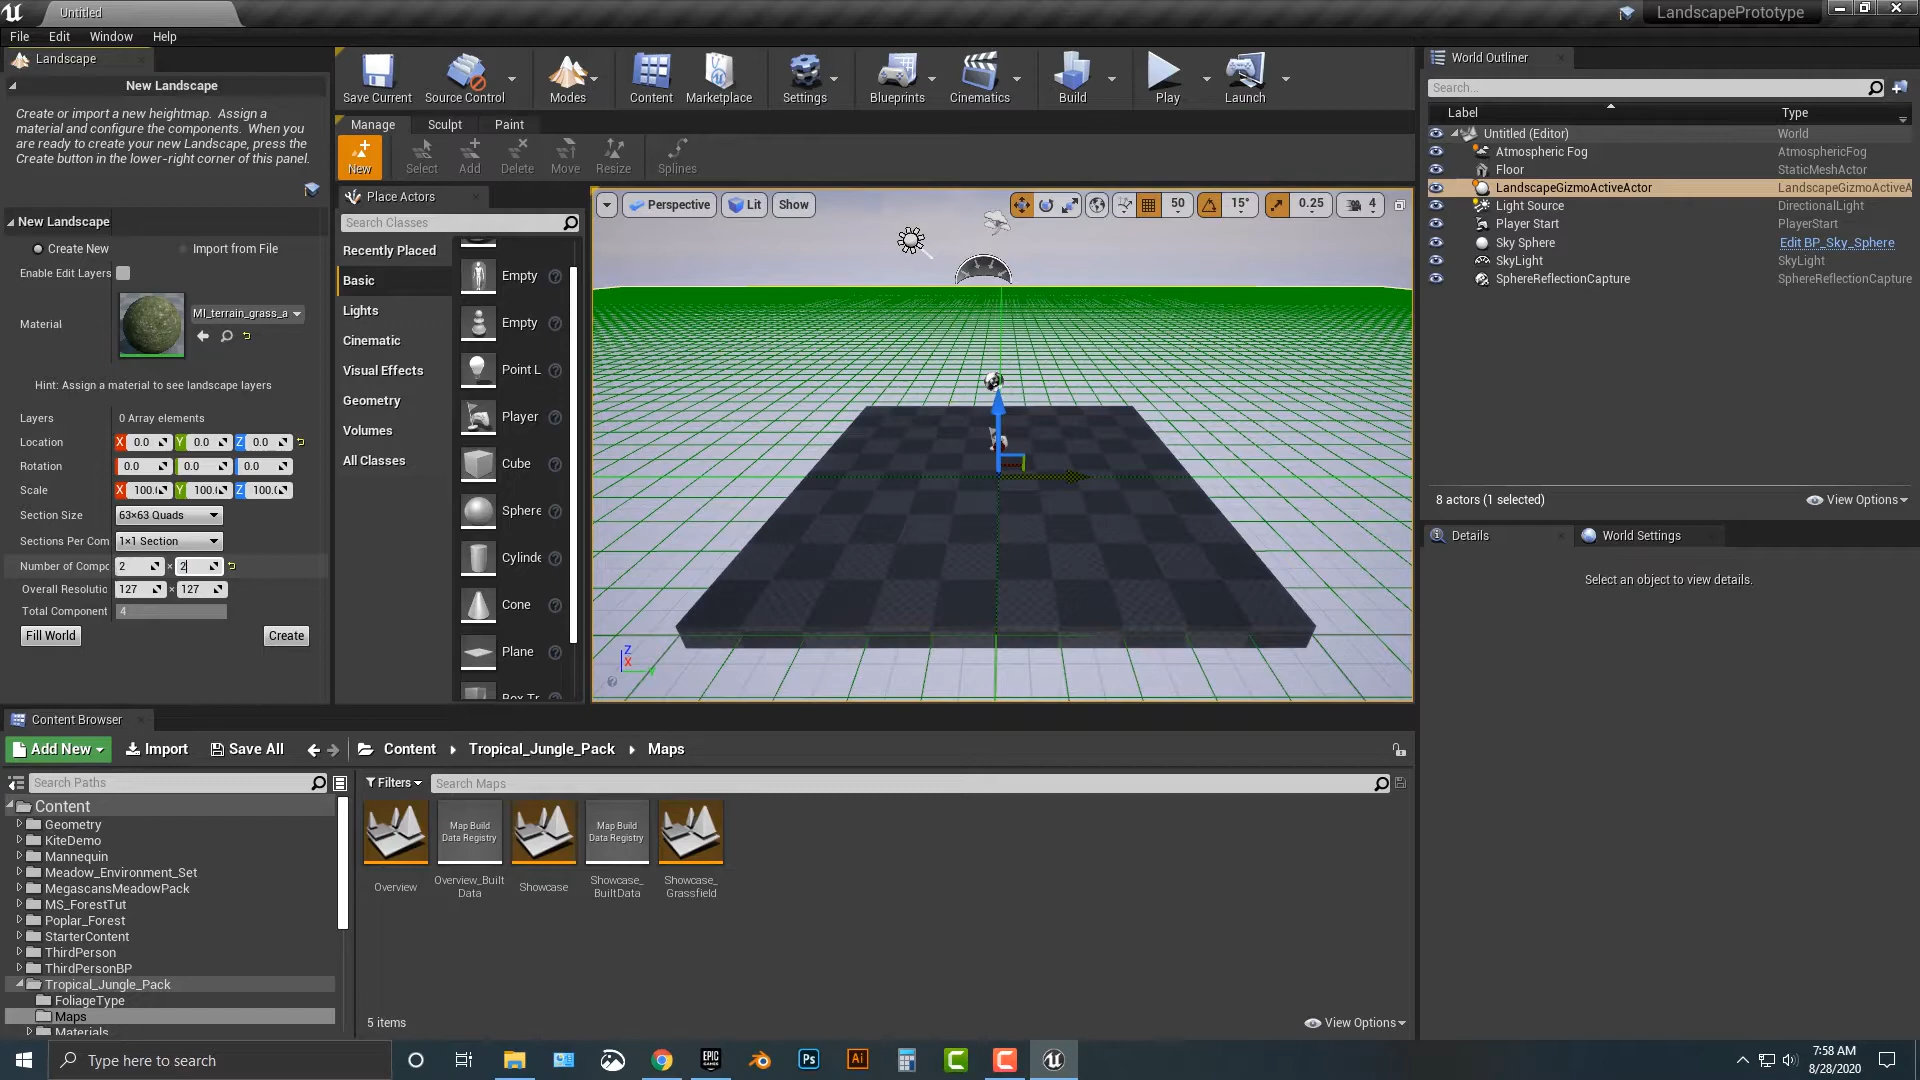 Untitled
LandscapePrototype
File Edit Window Help
Landscape
New Landscape
Create or import a new heightmap. Assign a
material and configure the components. When you
are ready to create your new Landscape, press the
Create button in the lower-right corner of this panel.
New Landscape
Create New Import from File
Enable Edit Layers
Material MI_terrain_grass_a
Hint: Assign a material to see landscape layers
Layers 0 Array elements
Location X 0.0 Y 0.0 Z 0.0
Rotation 0.0 0.0 0.0
Scale X 100.( Y 100.( Z 100.(
Section Size 63×63 Quads
Sections Per Com 1×1 Section
Number of Compo 2 × 2
Overall Resolutio 127 × 127
Total Component 4
Fill World Create
Save Current Source Control Modes Content Marketplace Settings Blueprints Cinematics Build Play Launch
Manage Sculpt Paint
New Select Add Delete Move Resize Splines
Place Actors
Search Classes
Recently Placed
Basic
Lights
Cinematic
Visual Effects
Geometry
Volumes
All Classes
Empty
Empty
Point L
Player
Cube
Sphere
Cylinde
Cone
Plane
Box Tr
Perspective Lit Show 50 15° 0.25 4
Z
X
World Outliner
Search...
Label Type
Untitled (Editor) World
Atmospheric Fog AtmosphericFog
Floor StaticMeshActor
LandscapeGizmoActiveActor LandscapeGizmoActiveA
Light Source DirectionalLight
Player Start PlayerStart
Sky Sphere Edit BP_Sky_Sphere
SkyLight SkyLight
SphereReflectionCapture SphereReflectionCapture
8 actors (1 selected) View Options
Details World Settings
Select an object to view details.
Content Browser
Add New Import Save All Content Tropical_Jungle_Pack Maps
Search Paths
Filters Search Maps
Content
Geometry
KiteDemo
Mannequin
Meadow_Environment_Set
MegascansMeadowPack
MS_ForestTut
Poplar_Forest
StarterContent
ThirdPerson
ThirdPersonBP
Tropical_Jungle_Pack
FoliageType
Maps
Materials
Map Build
Data Registry
Map Build
Data Registry
Overview
Overview_Built
Data
Showcase
Showcase_
BuiltData
Showcase_
Grassfield
5 items View Options
Type here to search
EPIC
GAMES
Ps
Ai
7:58 AM
8/28/2020